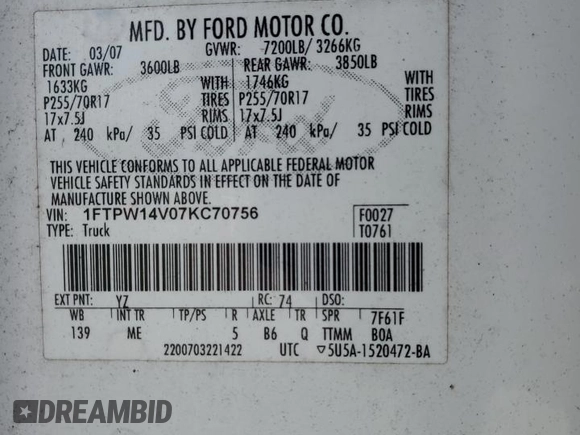 MFD. BY FORD MOTOR CO.
DATE: 03/07 GVWR: 7200LB/ 3266KG
FRONT GAWR: 3600LB REAR GAWR: 3850LB
1633KG WITH 1746KG WITH
P255/70R17 TIRES P255/70R17 TIRES
17x7.5J RIMS 17x7.5J RIMS
AT 240 kPa/ 35 PSI COLD AT 240 kPa/ 35 PSI COLD
Ford
THIS VEHICLE CONFORMS TO ALL APPLICABLE FEDERAL MOTOR
VEHICLE SAFETY STANDARDS IN EFFECT ON THE DATE OF
MANUFACTURE SHOWN ABOVE.
VIN: 1FTPW14V07KC70756 F0027
TYPE: Truck T0761
EXT PNT: YZ RC: 74 DSO:
WB INT TR TP/PS R AXLE TR SPR 7F61F
139 ME 5 B6 Q TTMM BOA
2200703221422 UTC ▽5U5A-1520472-BA
DREAMBID